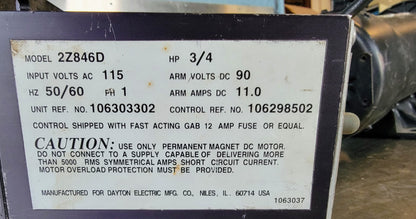 MODEL 2Z846D HP 3/4
INPUT VOLTS AC 115 ARM VOLTS DC 90
HZ 50/60 PH 1 ARM AMPS DC 11.0
UNIT REF. NO. 106303302 CONTROL REF. NO. 106298502
CONTROL SHIPPED WITH FAST ACTING GAB 12 AMP FUSE OR EQUAL.
CAUTION: USE ONLY PERMANENT MAGNET DC MOTOR.
DO NOT CONNECT TO A SUPPLY CAPABLE OF DELIVERING MORE
THAN 5000 RMS SYMMETRICAL AMPS SHORT CIRCUIT CURRENT.
MOTOR OVERLOAD PROTECTION MAY BE REQUIRED.
MANUFACTURED FOR DAYTON ELECTRIC MFG. CO., NILES, IL. 60714 USA
1063037